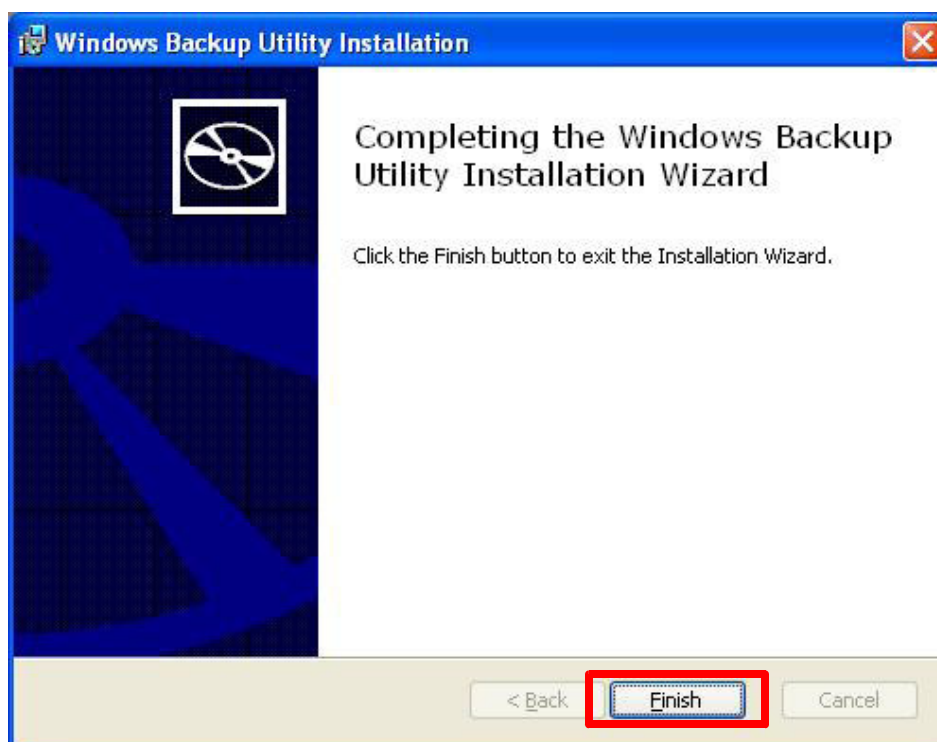 Windows Backup Utility Installation
Completing the Windows Backup
Utility Installation Wizard
Click the Finish button to exit the Installation Wizard.
< Back Finish Cancel